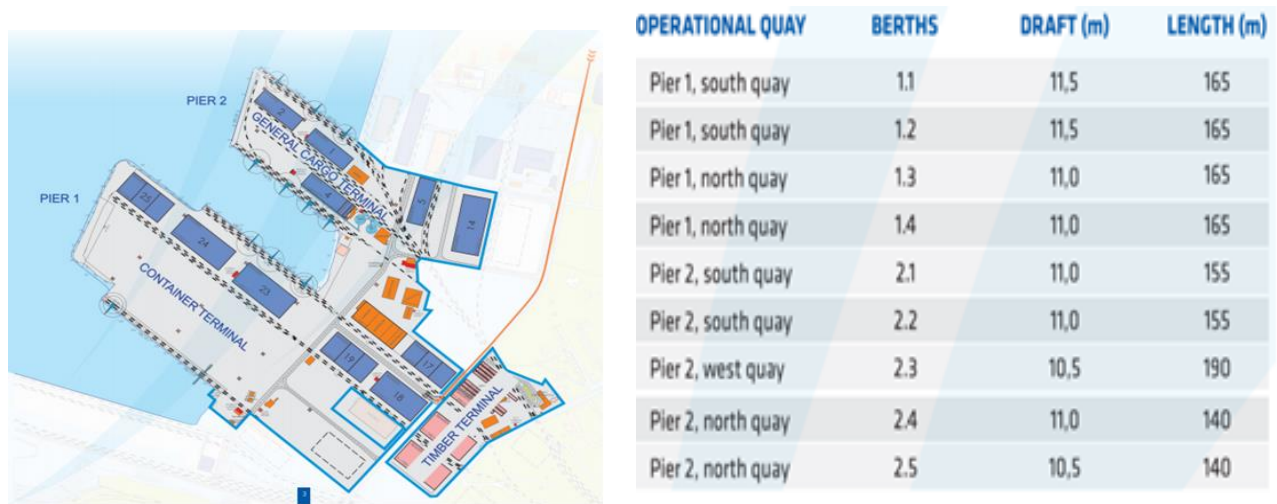 PIER 2
2
GENERAL CARGO TERMINAL
1
4
5
14
PIER 1
25
24
CONTAINER TERMINAL
23
19
17
18
TIMBER TERMINAL
3
OPERATIONAL QUAY BERTHS DRAFT (m) LENGTH (m)
Pier 1, south quay 1.1 11,5 165
Pier 1, south quay 1.2 11,5 165
Pier 1, north quay 1.3 11,0 165
Pier 1, north quay 1.4 11,0 165
Pier 2, south quay 2.1 11,0 155
Pier 2, south quay 2.2 11,0 155
Pier 2, west quay 2.3 10,5 190
Pier 2, north quay 2.4 11,0 140
Pier 2, north quay 2.5 10,5 140